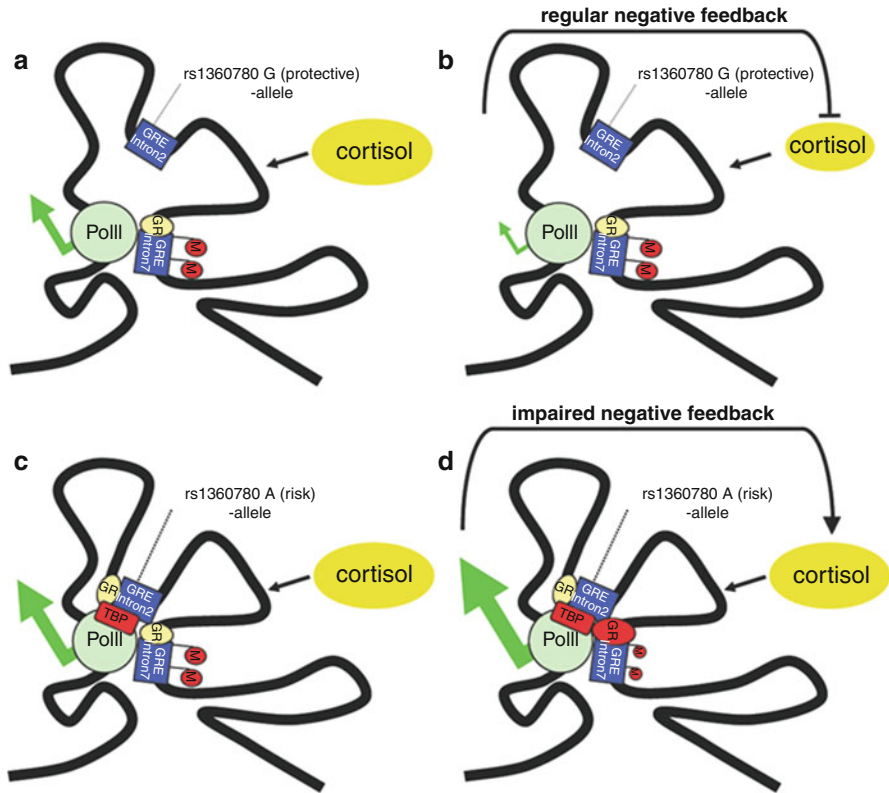 a
rs1360780 G (protective)
-allele
GRE
Intron2
cortisol
PolII
GR
GRE
Intron7
M
M
regular negative feedback
b
rs1360780 G (protective)
-allele
GRE
Intron2
cortisol
PolII
GR
GRE
Intron7
M
M
c
rs1360780 A (risk)
-allele
GR
GRE
Intron2
TBP
cortisol
PolII
GR
GRE
Intron7
M
M
impaired negative feedback
d
rs1360780 A (risk)
-allele
GR
GRE
Intron2
TBP
cortisol
PolII
GR
GRE
Intron7
M
M